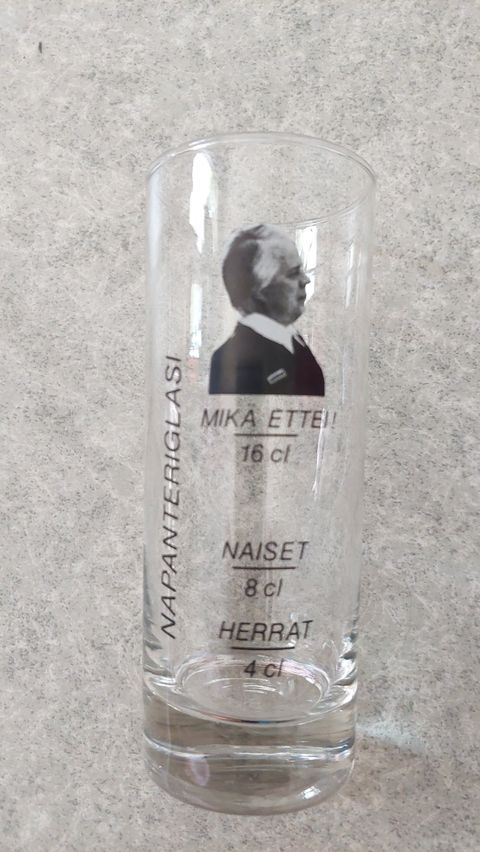 NAPANTERIGLASI
MIKÄ ETTEI!
16 cl
NAISET
8 cl
HERRAT
4 cl